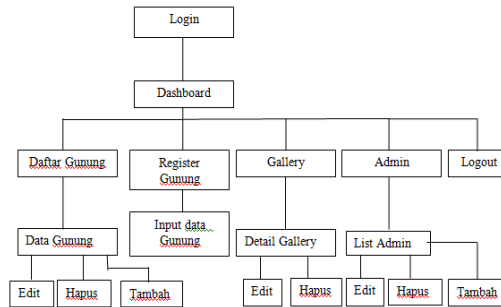 Login
Dashboard
Daftar Gunung
Register
Gunung
Gallery
Admin
Logout
Input data
Gunung
Data Gunung
Detail Gallery
List Admin
Edit
Hapus
Tambah
Edit
Hapus
Edit
Hapus
Tambah